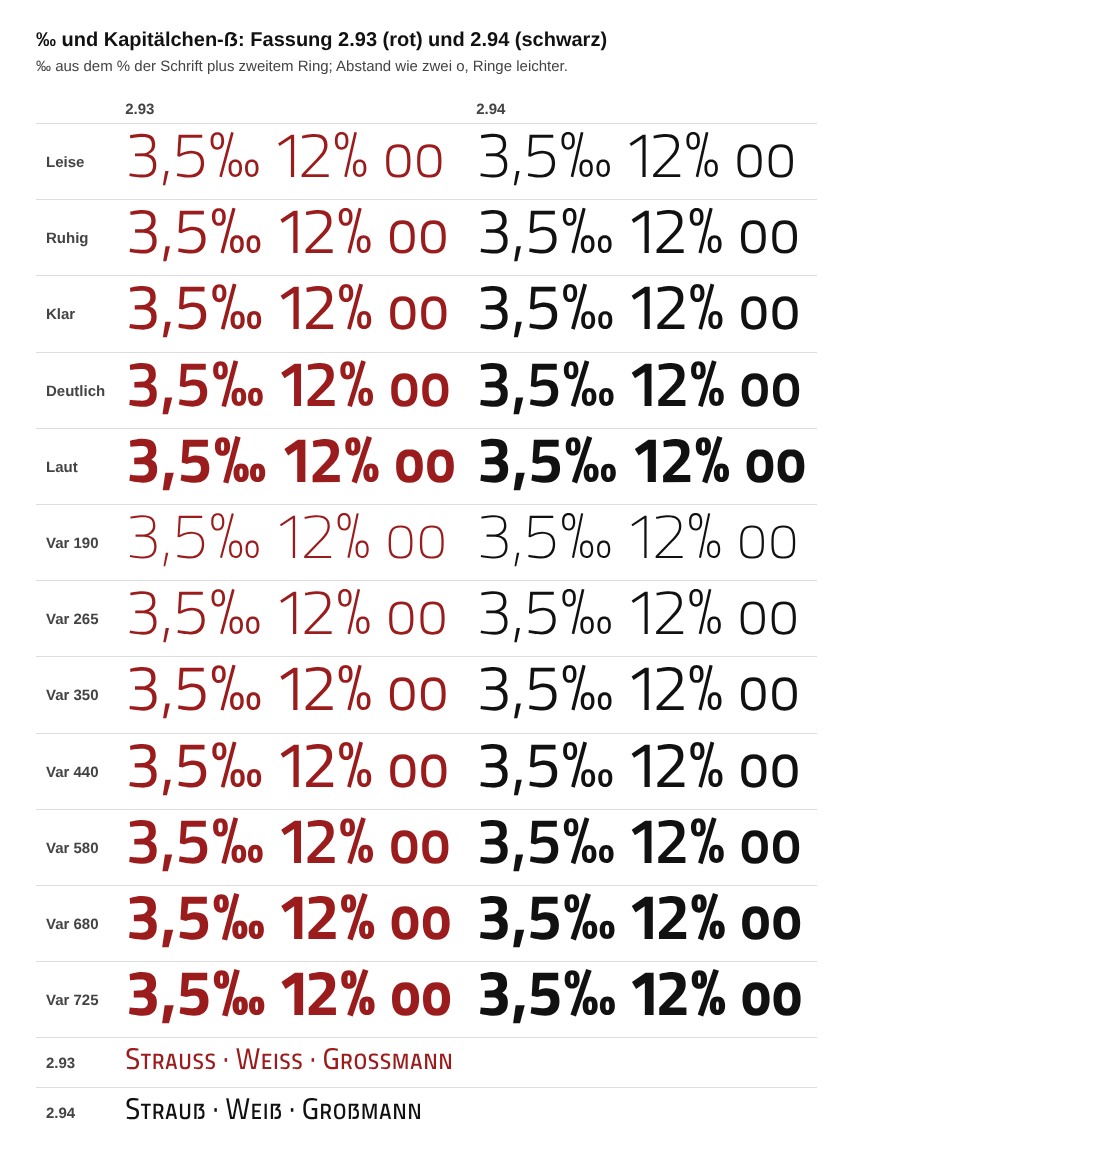 ‰ und Kapitälchen-ß: Fassung 2.93 (rot) und 2.94 (schwarz)
‰ aus dem % der Schrift plus zweitem Ring; Abstand wie zwei o, Ringe leichter.
2.93 2.94
Leise 3,5‰ 12% oo 3,5‰ 12% oo
Ruhig 3,5‰ 12% oo 3,5‰ 12% oo
Klar 3,5‰ 12% oo 3,5‰ 12% oo
Deutlich 3,5‰ 12% oo 3,5‰ 12% oo
Laut 3,5‰ 12% oo 3,5‰ 12% oo
Var 190 3,5‰ 12% oo 3,5‰ 12% oo
Var 265 3,5‰ 12% oo 3,5‰ 12% oo
Var 350 3,5‰ 12% oo 3,5‰ 12% oo
Var 440 3,5‰ 12% oo 3,5‰ 12% oo
Var 580 3,5‰ 12% oo 3,5‰ 12% oo
Var 680 3,5‰ 12% oo 3,5‰ 12% oo
Var 725 3,5‰ 12% oo 3,5‰ 12% oo
2.93 Strauss · Weiss · Grossmann
2.94 Strauß · Weiß · Großmann